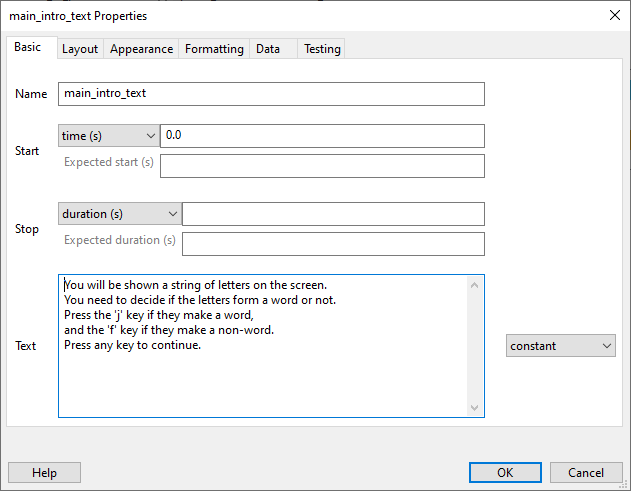 main_intro_text Properties
Basic Layout Appearance Formatting Data Testing
Name main_intro_text
Start time (s) 0.0
Expected start (s)
Stop duration (s)
Expected duration (s)
Text
You will be shown a string of letters on the screen.
You need to decide if the letters form a word or not.
Press the 'j' key if they make a word,
and the 'f' key if they make a non-word.
Press any key to continue.
constant
Help OK Cancel